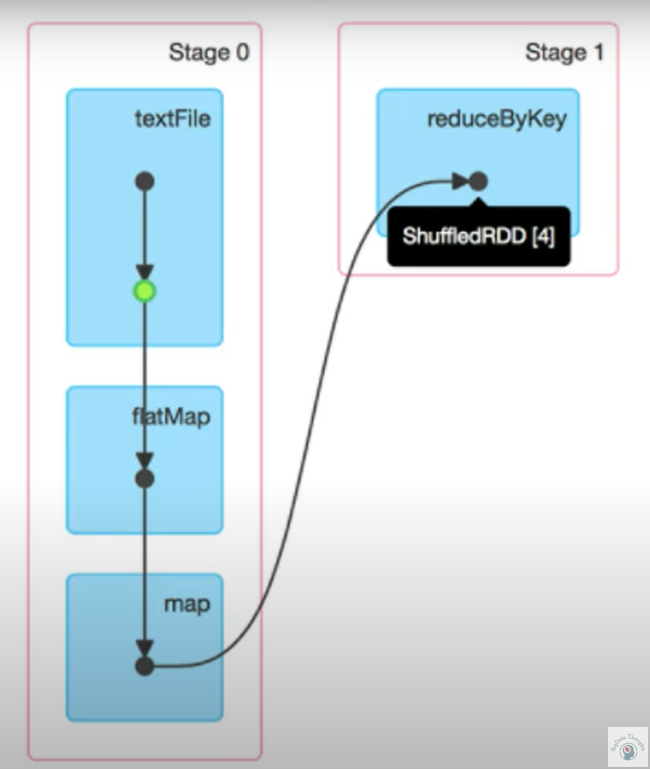 Stage 0
textFile
flatMap
map
Stage 1
reduceByKey
ShuffledRDD [4]